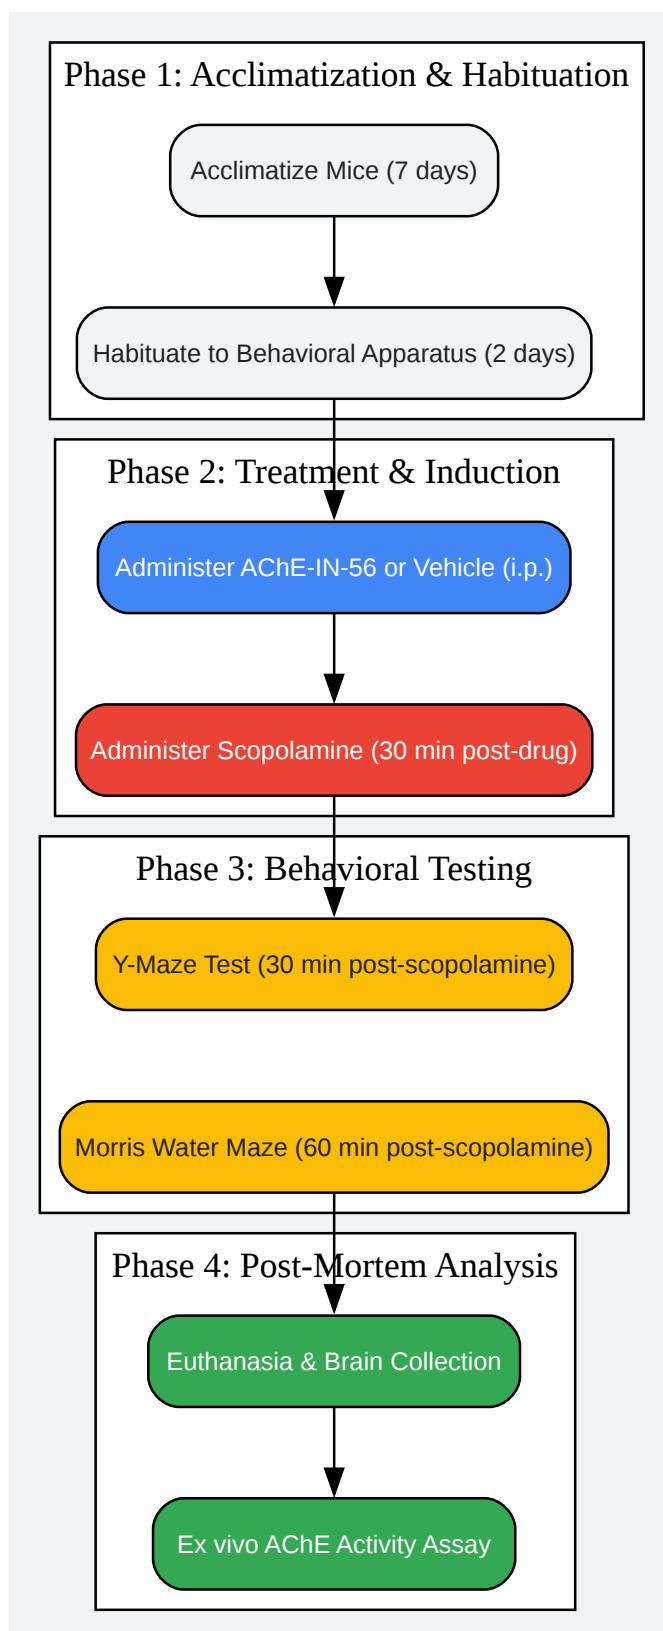 Phase 1: Acclimatization & Habituation
Acclimatize Mice (7 days)
Habituate to Behavioral Apparatus (2 days)
Phase 2: Treatment & Induction
Administer AChE-IN-56 or Vehicle (i.p.)
Administer Scopolamine (30 min post-drug)
Phase 3: Behavioral Testing
Y-Maze Test (30 min post-scopolamine)
Morris Water Maze (60 min post-scopolamine)
Phase 4: Post-Mortem Analysis
Euthanasia & Brain Collection
Ex vivo AChE Activity Assay